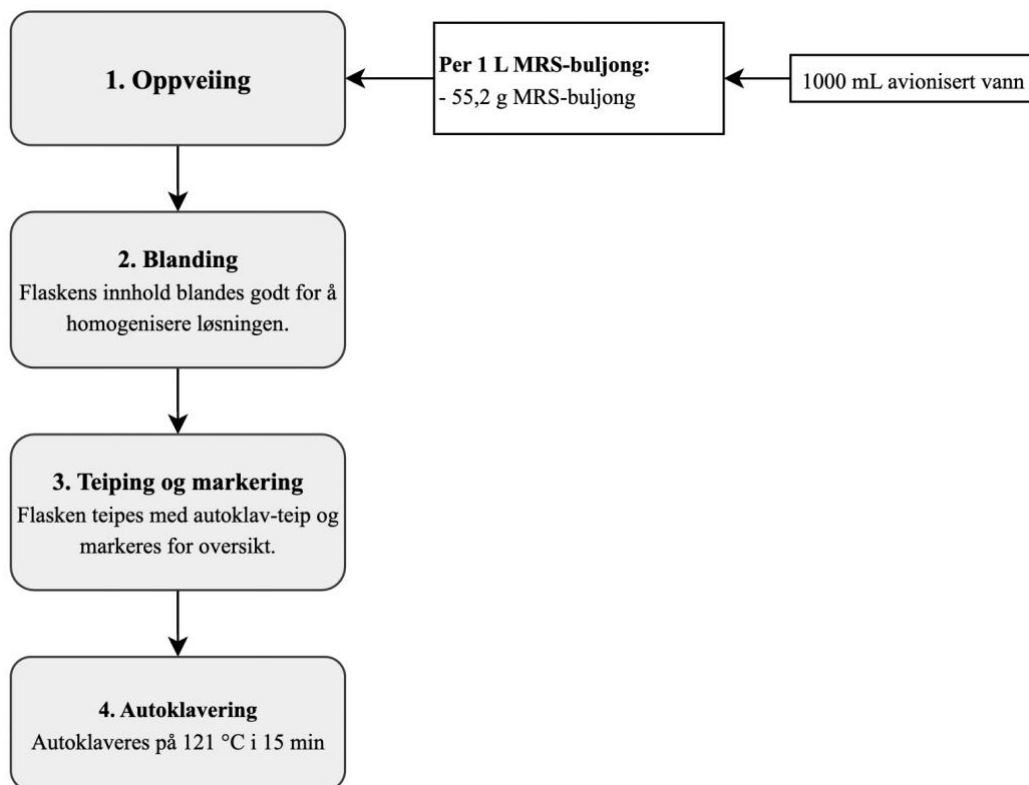 1. Oppveiing
Per 1 L MRS-buljong:
- 55,2 g MRS-buljong
1000 mL avionisert vann
2. Blanding
Flaskens innhold blandes godt for å
homogenisere løsningen.
3. Teiping og markering
Flasken teipes med autoklav-teip og
markeres for oversikt.
4. Autoklavering
Autoklaveres på 121 °C i 15 min